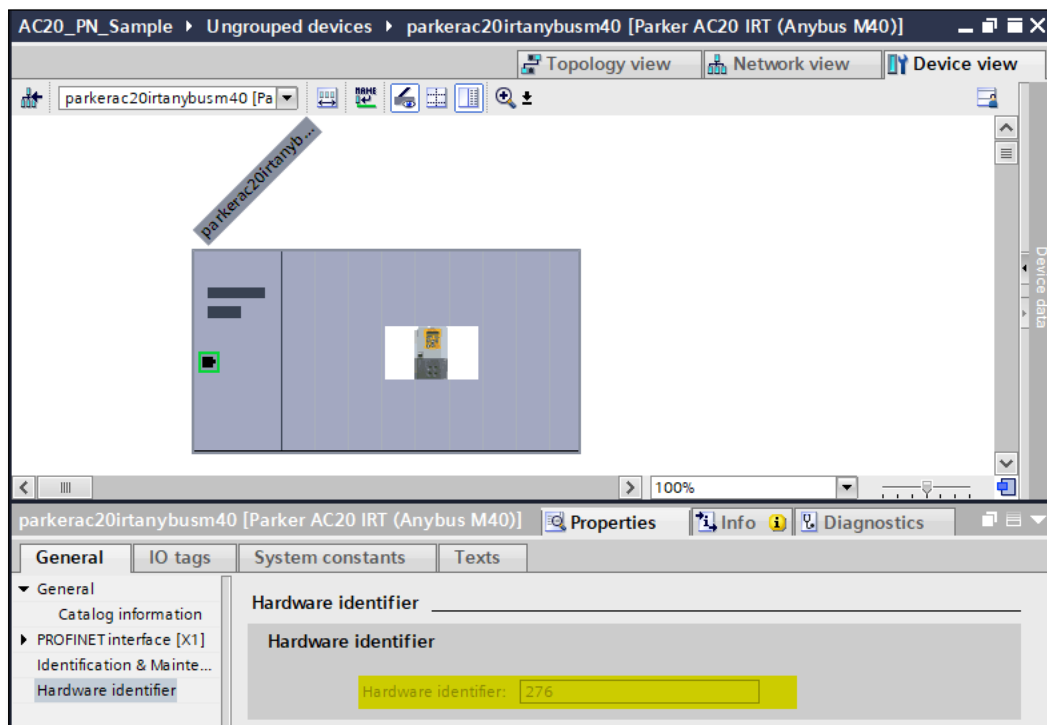 AC20_PN_Sample ▸ Ungrouped devices ▸ parkerac20irtanybusm40 [Parker AC20 IRT (Anybus M40)]
Topology view
Network view
Device view
parkerac20irtanybusm40 [Pa
NAME
parkerac20irtanyb...
Device data
100%
parkerac20irtanybusm40 [Parker AC20 IRT (Anybus M40)]
Properties
Info
Diagnostics
General
IO tags
System constants
Texts
General
Catalog information
PROFINET interface [X1]
Identification & Mainte...
Hardware identifier
Hardware identifier
Hardware identifier
Hardware identifier: 276